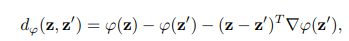 d_φ(𝐳, 𝐳′) = φ(𝐳) − φ(𝐳′) − (𝐳 − 𝐳′)^T ∇φ(𝐳′),